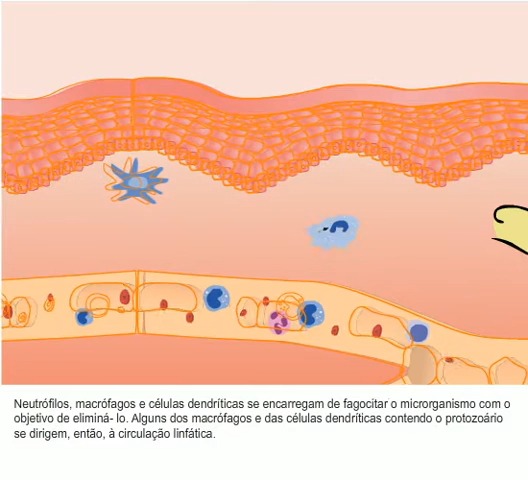 Neutrófilos, macrófagos e células dendríticas se encarregam de fagocitar o microrganismo com o
objetivo de eliminá- lo. Alguns dos macrófagos e das células dendríticas contendo o protozoário
se dirigem, então, à circulação linfática.